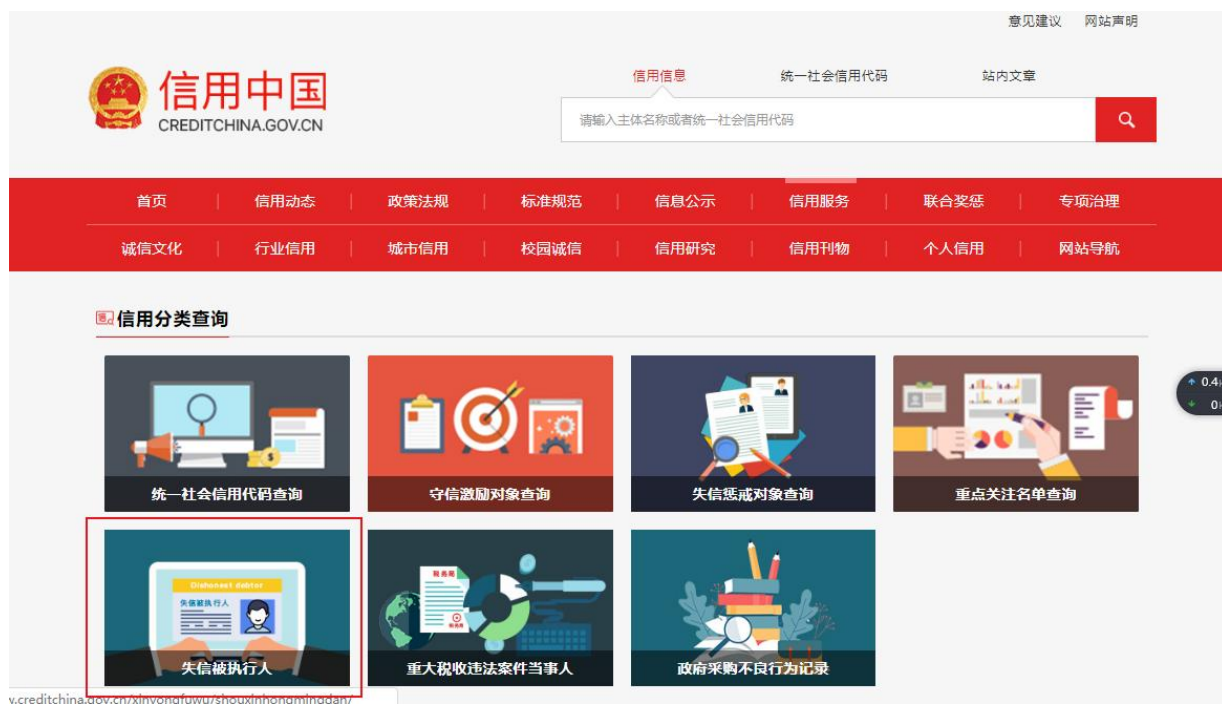 意见建议 网站声明
信用中国
CREDITCHINA.GOV.CN
信用信息 统一社会信用代码 站内文章
请输入主体名称或者统一社会信用代码
首页 信用动态 政策法规 标准规范 信息公示 信用服务 联合奖惩 专项治理
诚信文化 行业信用 城市信用 校园诚信 信用研究 信用刊物 个人信用 网站导航
信用分类查询
统一社会信用代码查询 守信激励对象查询 失信惩戒对象查询 重点关注名单查询
↑ 0.4
↓ 0
Dishonest debtor
失信被执行人
税务局
失信被执行人 重大税收违法案件当事人 政府采购不良行为记录
v.creditchina.gov.cn/xinyongfuwu/shouxinhongmingdan/